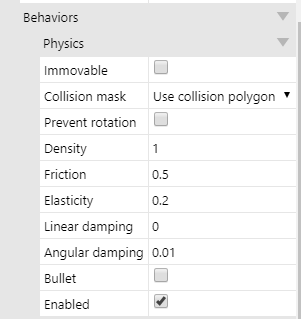 Behaviors
Physics
Immovable
Collision mask Use collision polygon
Prevent rotation
Density 1
Friction 0.5
Elasticity 0.2
Linear damping 0
Angular damping 0.01
Bullet
Enabled